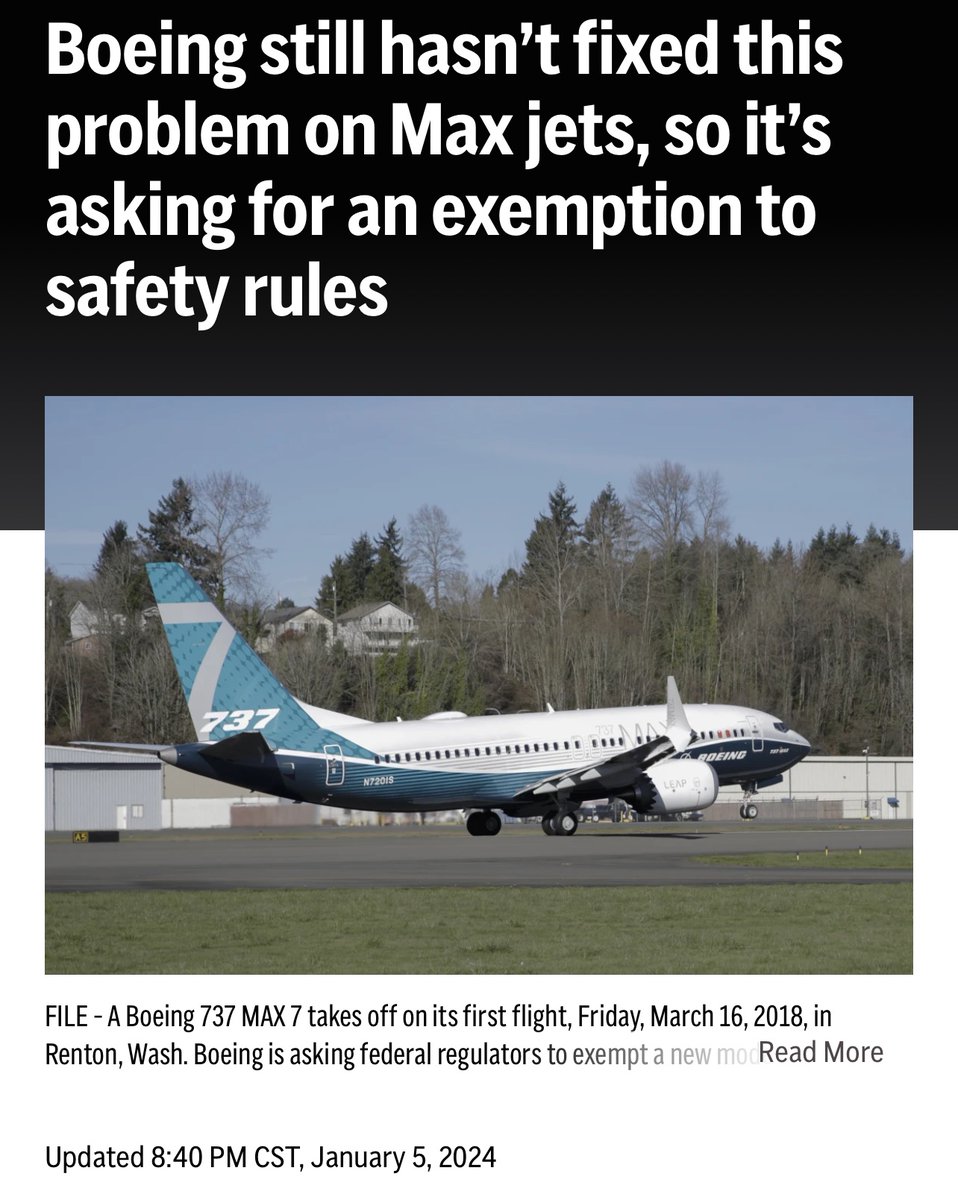 Boeing still hasn’t fixed this
problem on Max jets, so it’s
asking for an exemption to
safety rules
7
737
N7201S
737
MAX
BOEING
LEAP
A5
FILE - A Boeing 737 MAX 7 takes off on its first flight, Friday, March 16, 2018, in
Renton, Wash. Boeing is asking federal regulators to exempt a new mod
Read More
Updated 8:40 PM CST, January 5, 2024